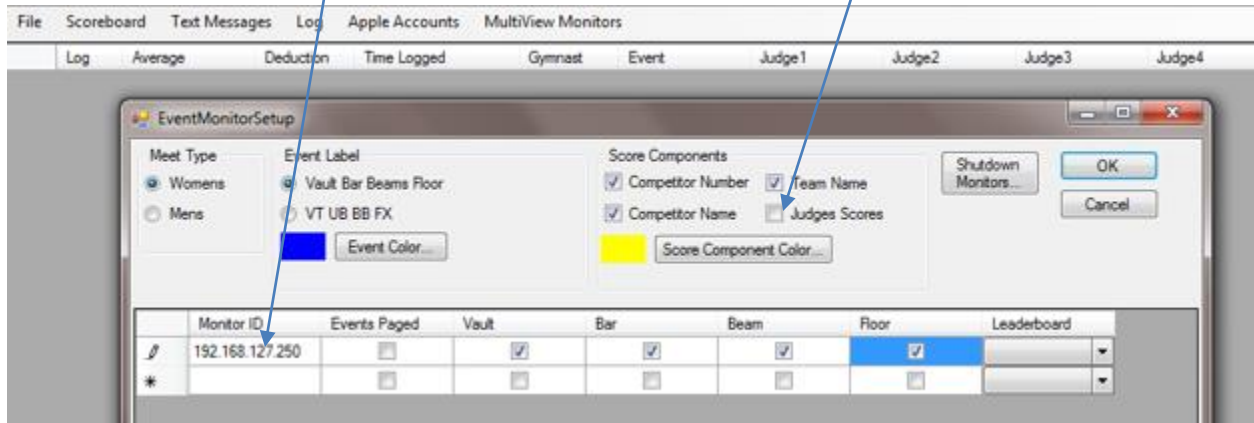 File Scoreboard Text Messages Log Apple Accounts MultiView Monitors
Log Average Deduction Time Logged Gymnast Event Judge1 Judge2 Judge3 Judge4
EventMonitorSetup
Meet Type Event Label Score Components
Womens Vault Bar Beams Floor Competitor Number Team Name Shutdown Monitors... OK
Mens VT UB BB FX Competitor Name Judges Scores Cancel
Event Color... Score Component Color...
Monitor ID Events Paged Vault Bar Beam Floor Leaderboard
192.168.127.250